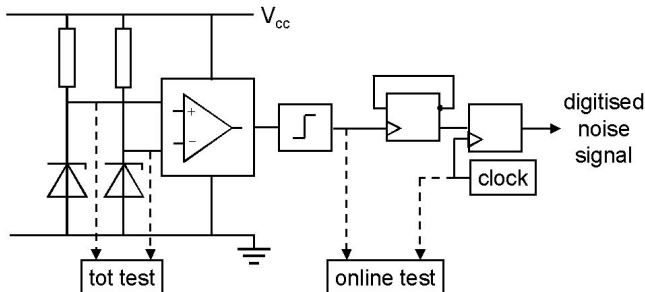 Vcc
+
−
digitised
noise
signal
clock
tot test
online test